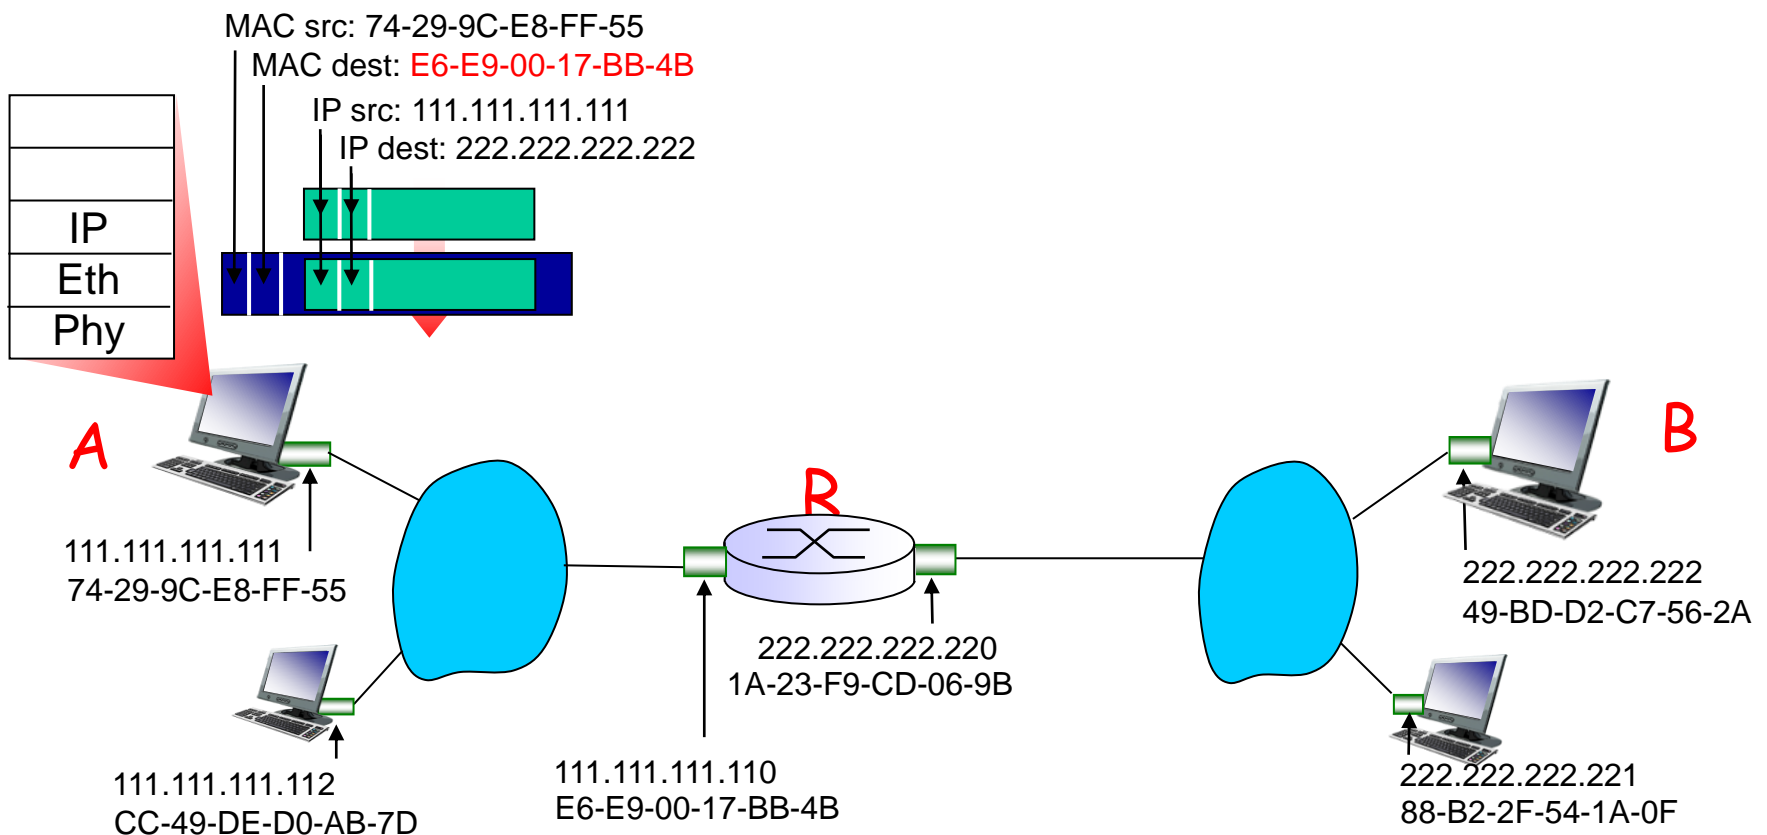 MAC src: 74-29-9C-E8-FF-55
MAC dest: E6-E9-00-17-BB-4B
IP src: 111.111.111.111
IP dest: 222.222.222.222
IP
Eth
Phy
A
R
B
111.111.111.111
74-29-9C-E8-FF-55
222.222.222.222
49-BD-D2-C7-56-2A
222.222.222.220
1A-23-F9-CD-06-9B
111.111.111.112
CC-49-DE-D0-AB-7D
111.111.111.110
E6-E9-00-17-BB-4B
222.222.222.221
88-B2-2F-54-1A-0F